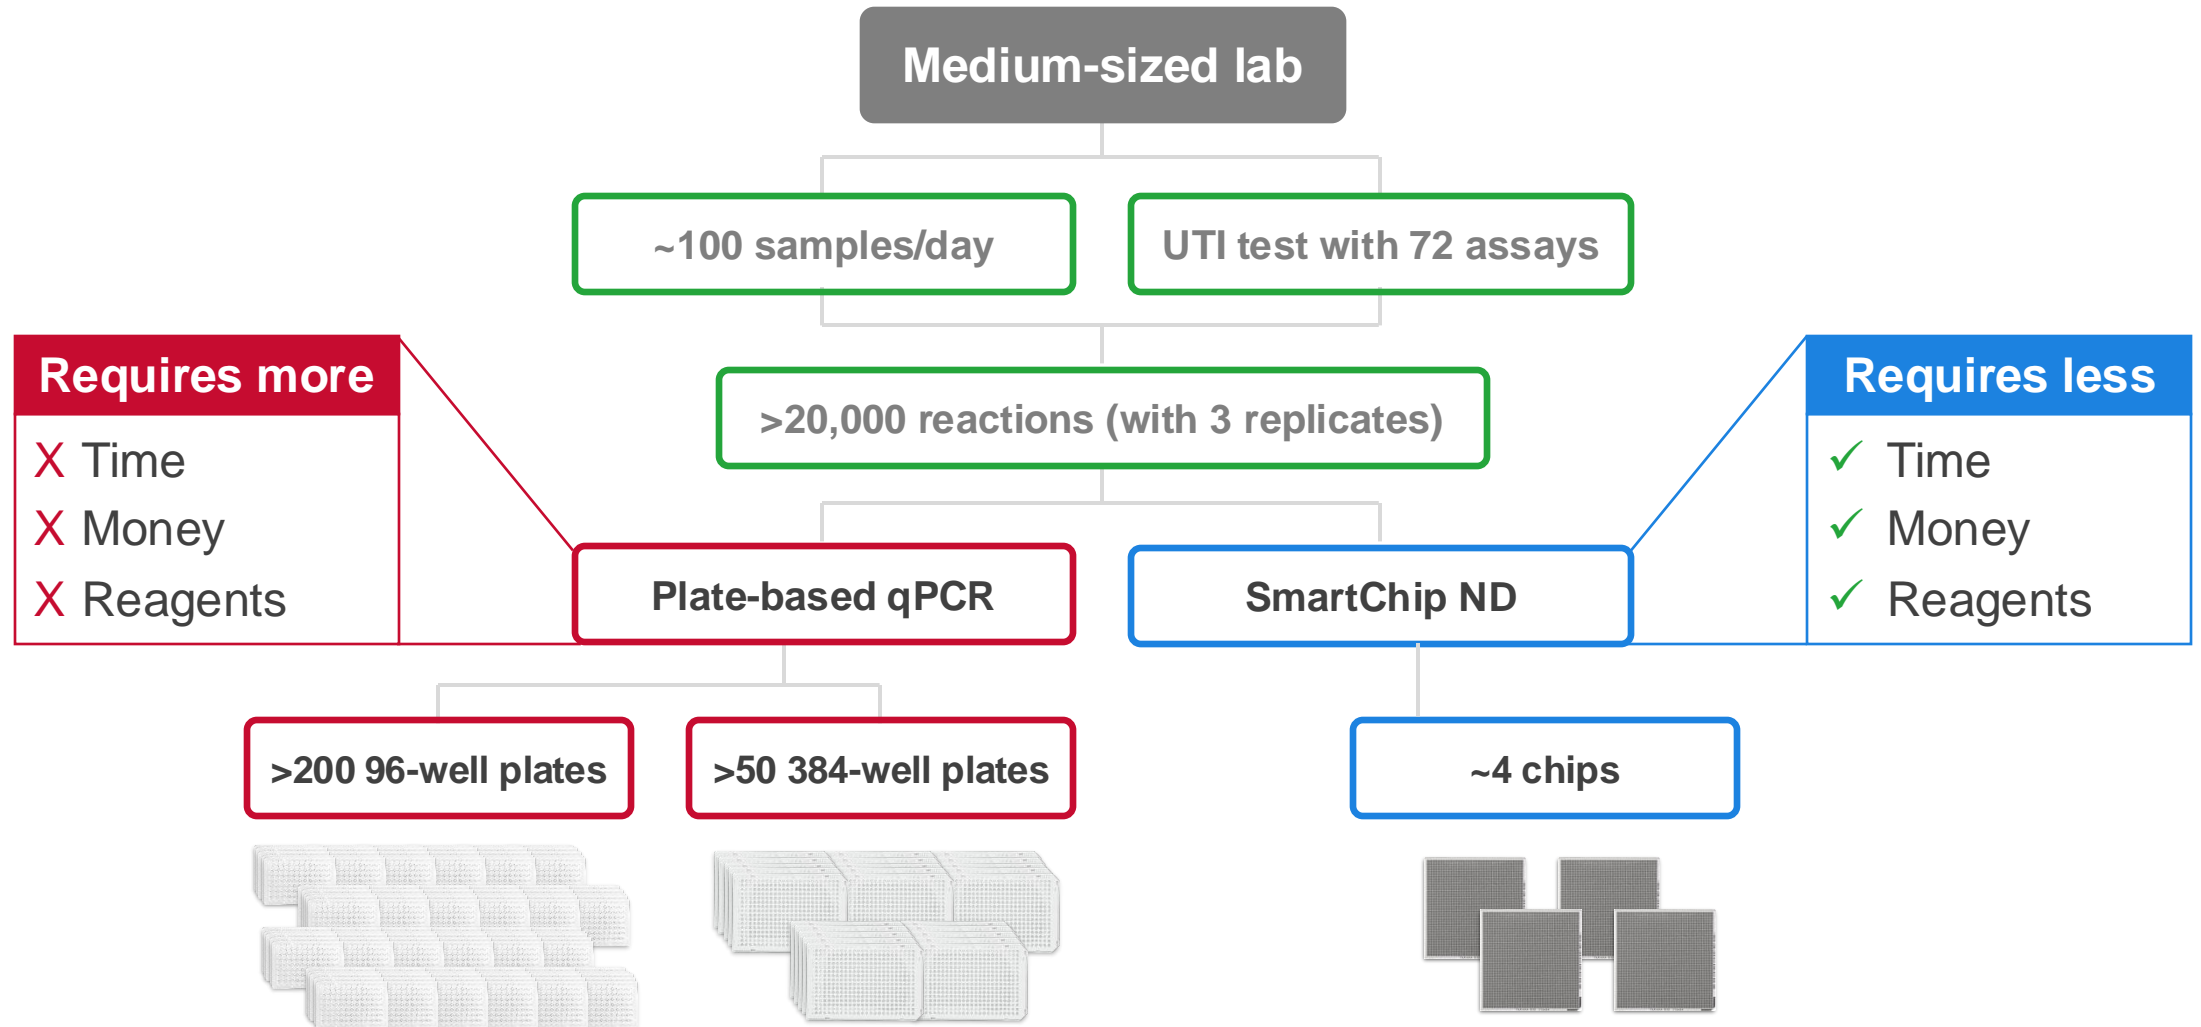 Medium-sized lab
~100 samples/day
UTI test with 72 assays
>20,000 reactions (with 3 replicates)
Requires more
X Time
X Money
X Reagents
Requires less
✓ Time
✓ Money
✓ Reagents
Plate-based qPCR
SmartChip ND
>200 96-well plates
>50 384-well plates
~4 chips